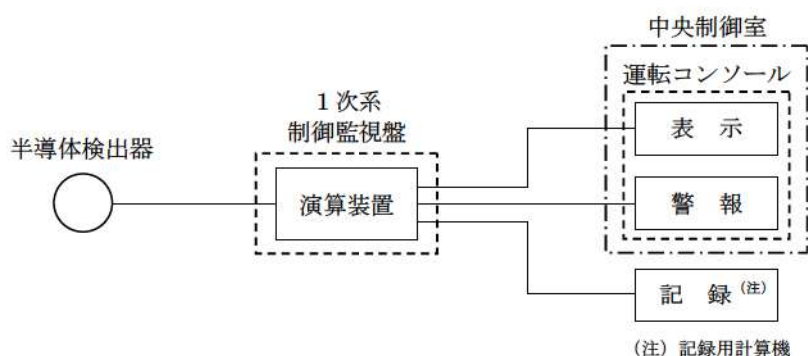 中央制御室
運転コンソール
1次系
制御監視盤
半導体検出器
表 示
演算装置
警 報
記 録 (注)
(注) 記録用計算機